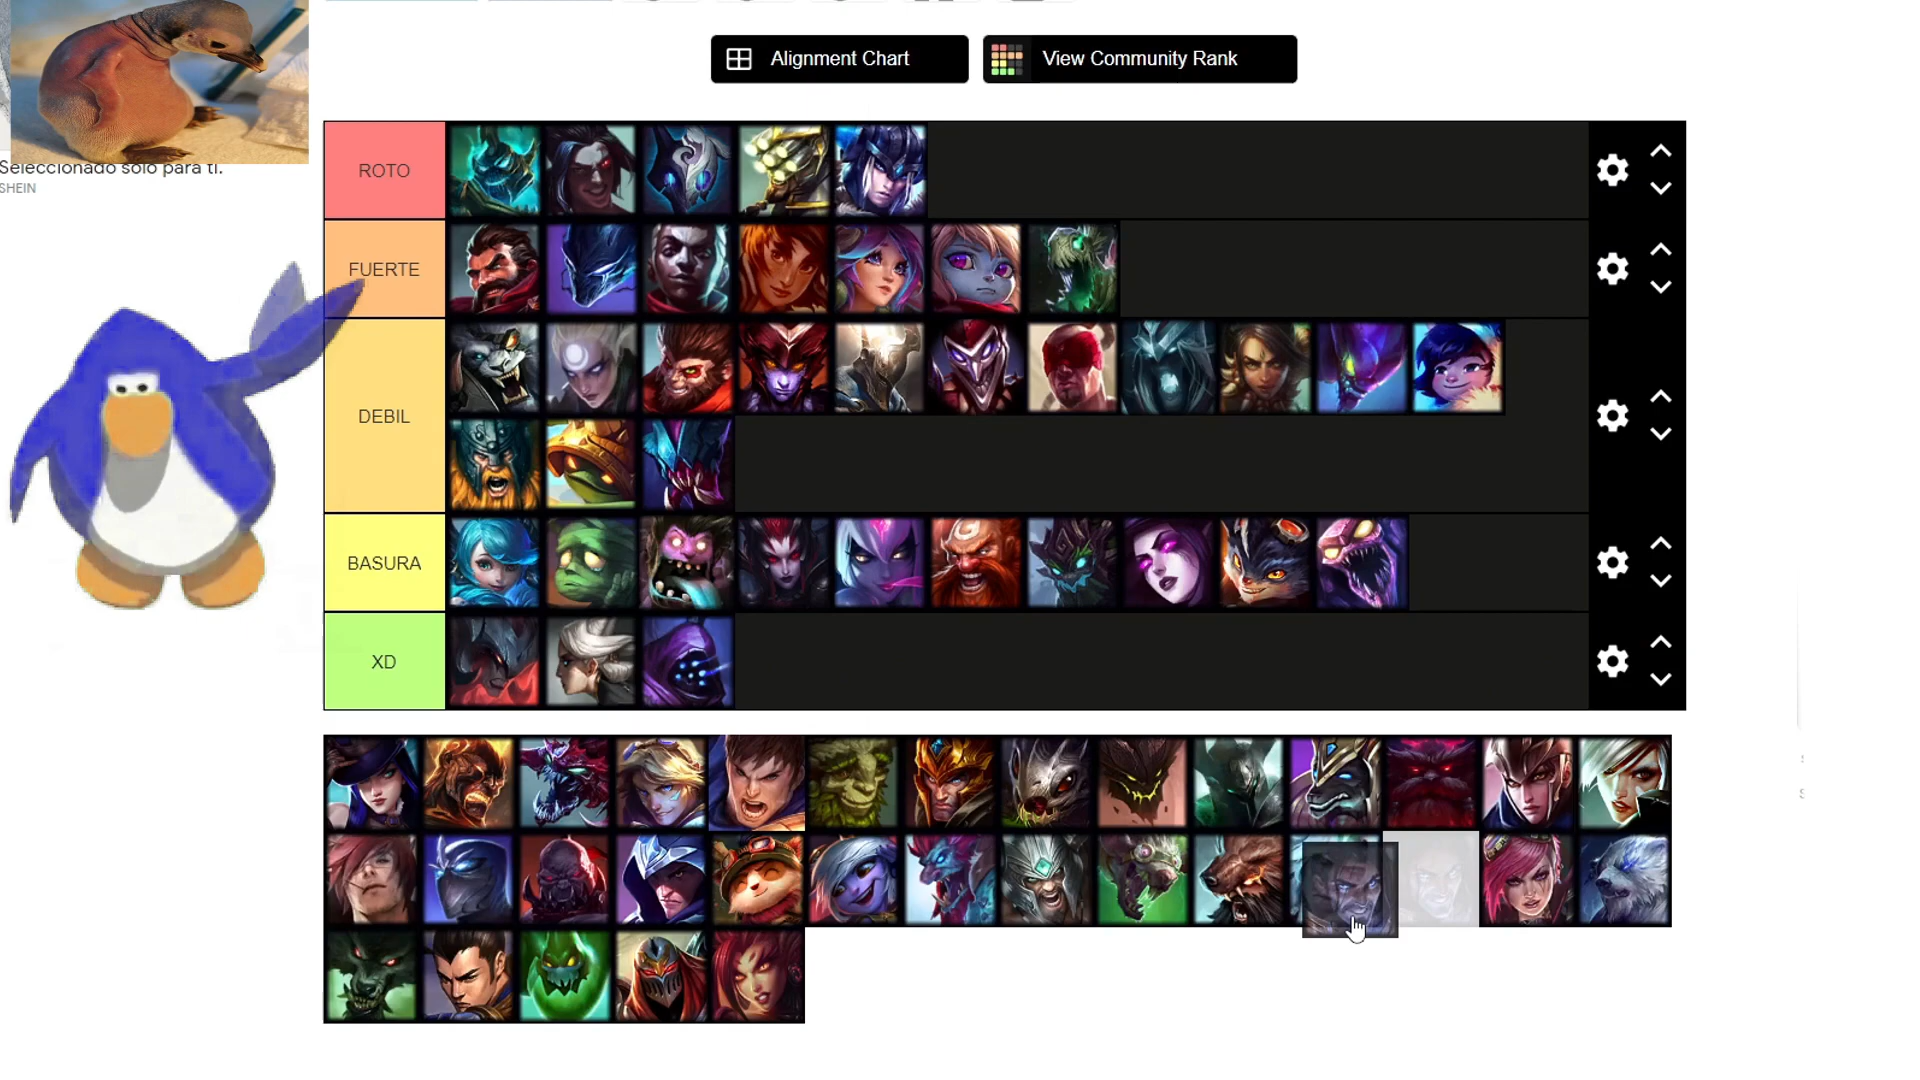 Alignment Chart
View Community Rank
Seleccionado solo para ti.
SHEIN
ROTO
FUERTE
DEBIL
BASURA
XD